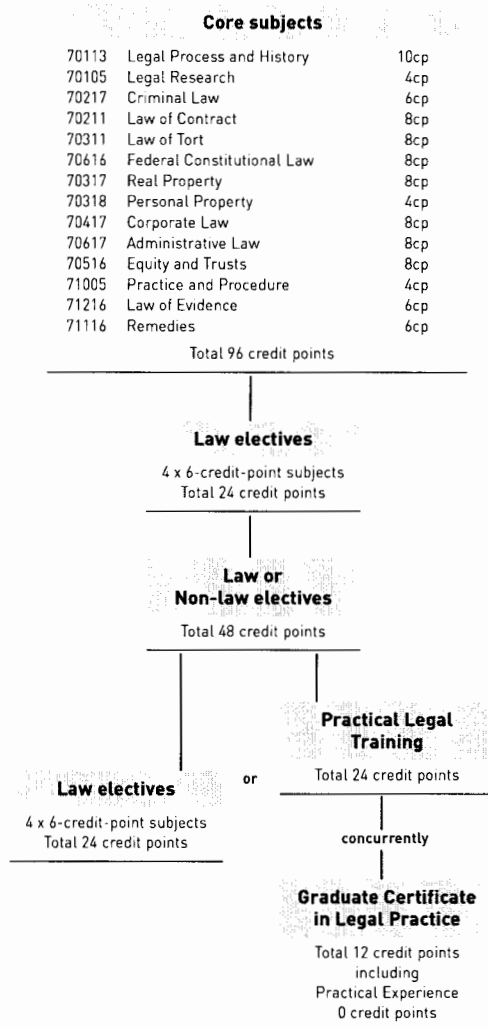 Core subjects
70113 Legal Process and History 10cp
70105 Legal Research 4cp
70217 Criminal Law 6cp
70211 Law of Contract 8cp
70311 Law of Tort 8cp
70616 Federal Constitutional Law 8cp
70317 Real Property 8cp
70318 Personal Property 4cp
70417 Corporate Law 8cp
70617 Administrative Law 8cp
70516 Equity and Trusts 8cp
71005 Practice and Procedure 4cp
71216 Law of Evidence 6cp
71116 Remedies 6cp
Total 96 credit points
Law electives
4 x 6-credit-point subjects
Total 24 credit points
Law or
Non-law electives
Total 48 credit points
Law electives
4 x 6-credit-point subjects
Total 24 credit points
or
Practical Legal
Training
Total 24 credit points
concurrently
Graduate Certificate
in Legal Practice
Total 12 credit points
including
Practical Experience
0 credit points